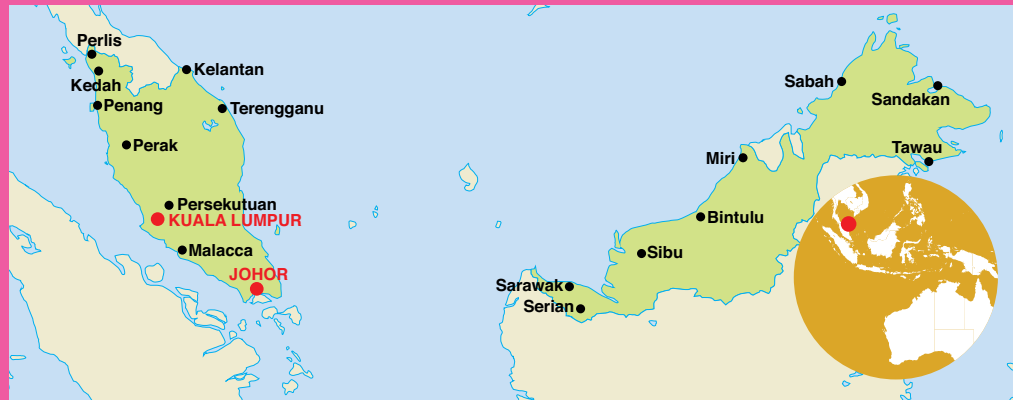 Perlis
Kelantan
Kedah
Penang
Terengganu
Perak
Persekutuan
KUALA LUMPUR
Malacca
JOHOR
Sabah
Sandakan
Tawau
Miri
Bintulu
Sibu
Sarawak
Serian